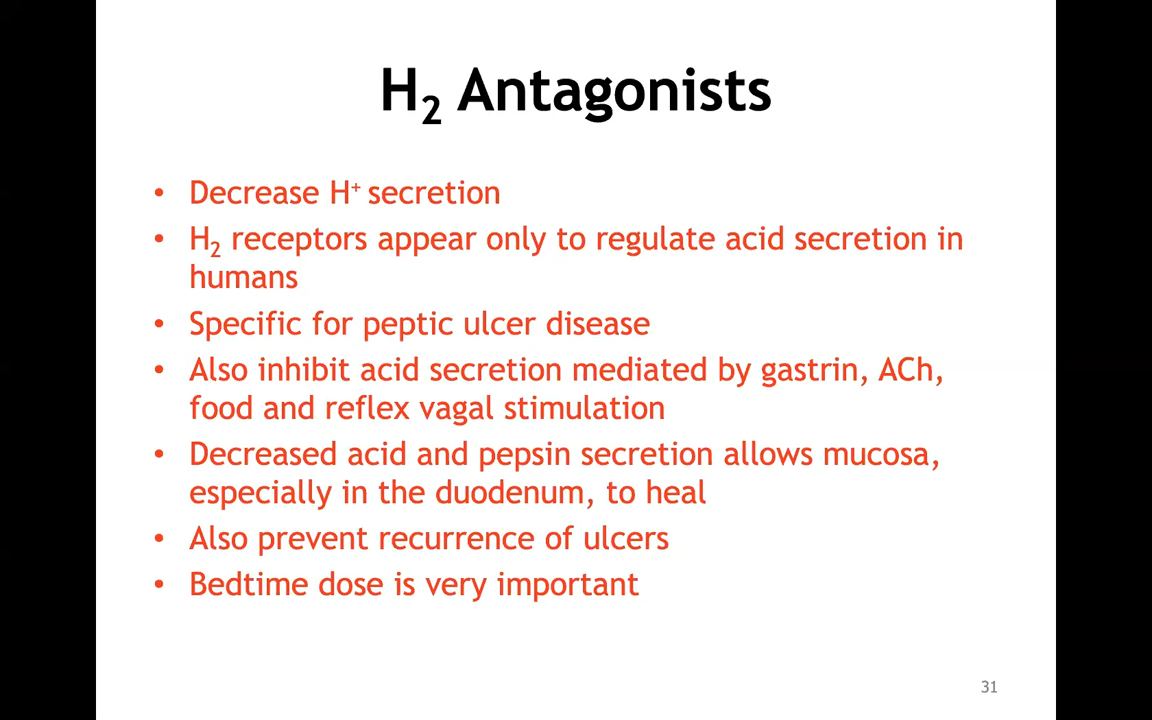 H₂ Antagonists
• Decrease H⁺ secretion
• H₂ receptors appear only to regulate acid secretion in
humans
• Specific for peptic ulcer disease
• Also inhibit acid secretion mediated by gastrin, ACh,
food and reflex vagal stimulation
• Decreased acid and pepsin secretion allows mucosa,
especially in the duodenum, to heal
• Also prevent recurrence of ulcers
• Bedtime dose is very important
31